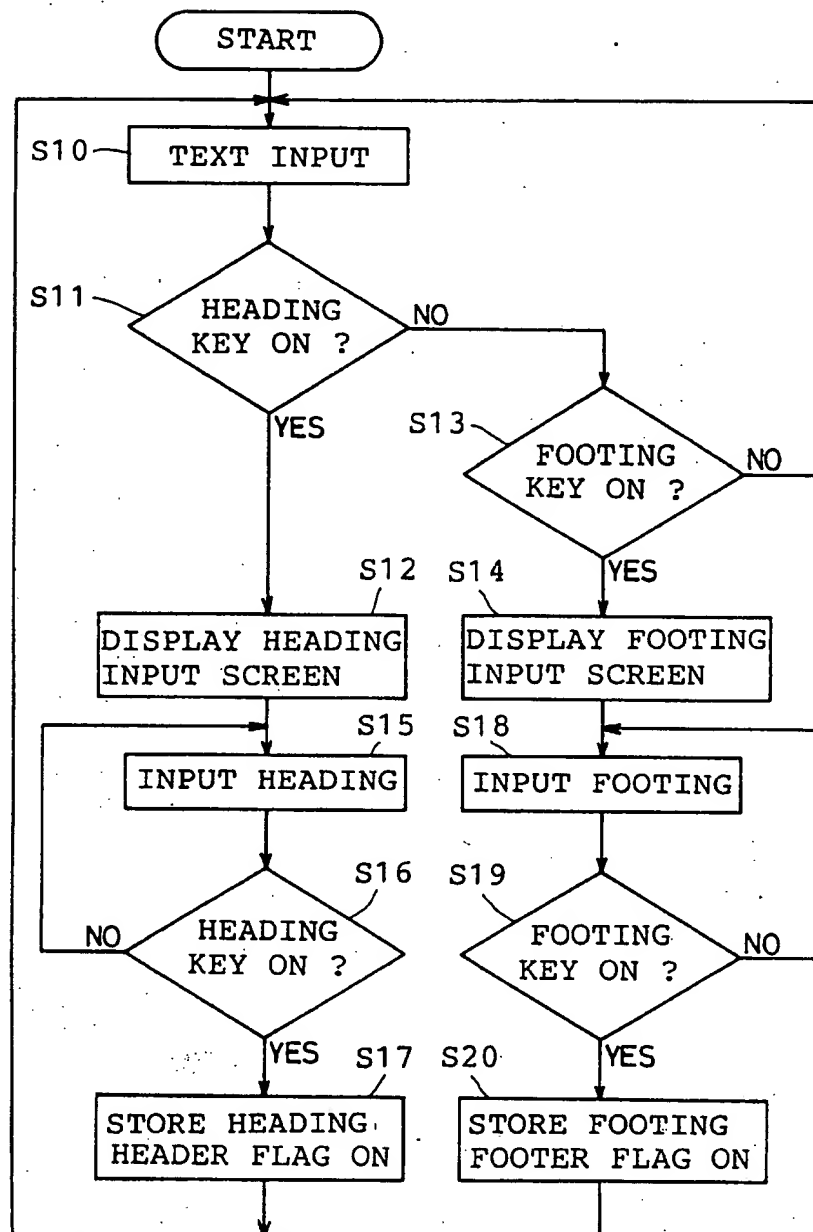 START
S10
TEXT INPUT
S11
HEADING
KEY ON ?
NO
YES
S13
FOOTING
KEY ON ?
NO
YES
S12
DISPLAY HEADING
INPUT SCREEN
S14
DISPLAY FOOTING
INPUT SCREEN
S15
INPUT HEADING
S18
INPUT FOOTING
S16
HEADING
KEY ON ?
NO
YES
S19
FOOTING
KEY ON ?
NO
YES
S17
STORE HEADING
HEADER FLAG ON
S20
STORE FOOTING
FOOTER FLAG ON